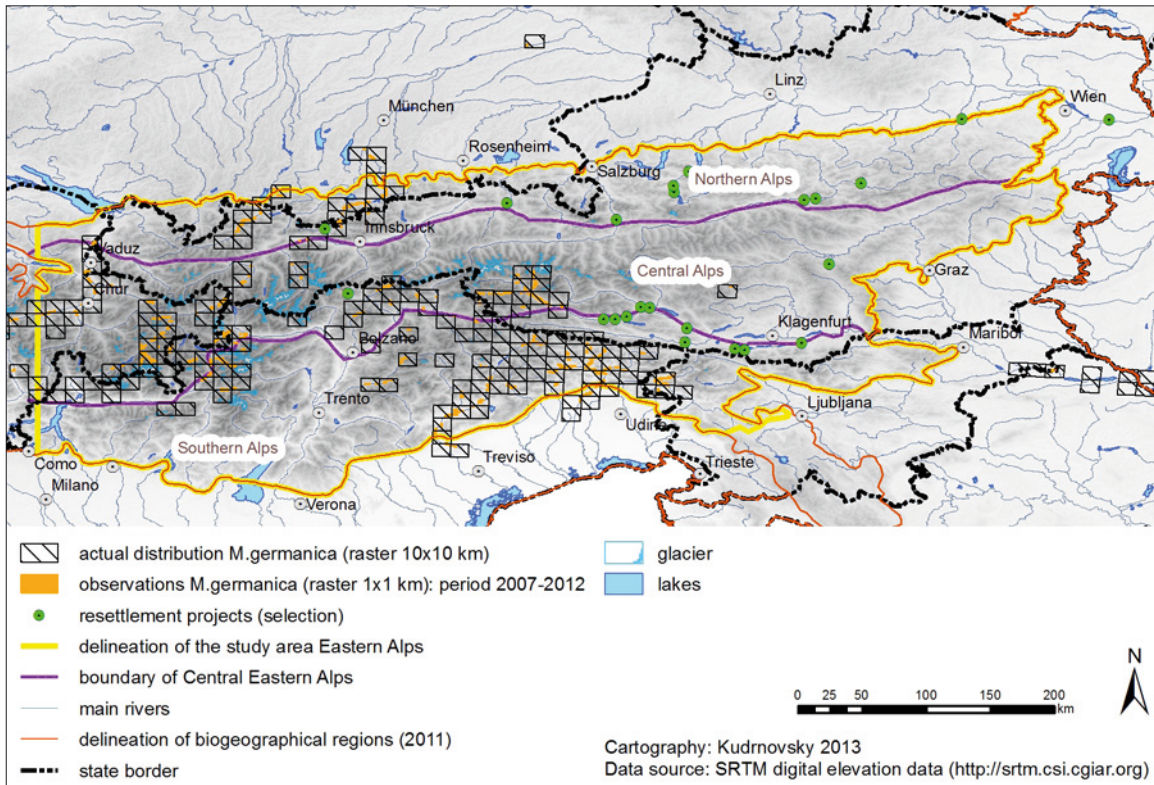 Linz
Wien
München
Rosenheim
Salzburg
Northern Alps
Innsbruck
Vaduz
Central Alps
Graz
Chur
Klagenfurt
Bolzano
Maribor
Trento
Ljubljana
Udine
Southern Alps
Como
Treviso
Trieste
Milano
Verona
actual distribution M.germanica (raster 10x10 km)
glacier
observations M.germanica (raster 1x1 km): period 2007-2012
lakes
resettlement projects (selection)
delineation of the study area Eastern Alps
boundary of Central Eastern Alps
N
main rivers
0 25 50 100 150 200
km
delineation of biogeographical regions (2011)
Cartography: Kudrnovsky 2013
state border
Data source: SRTM digital elevation data (http://srtm.csi.cgiar.org)